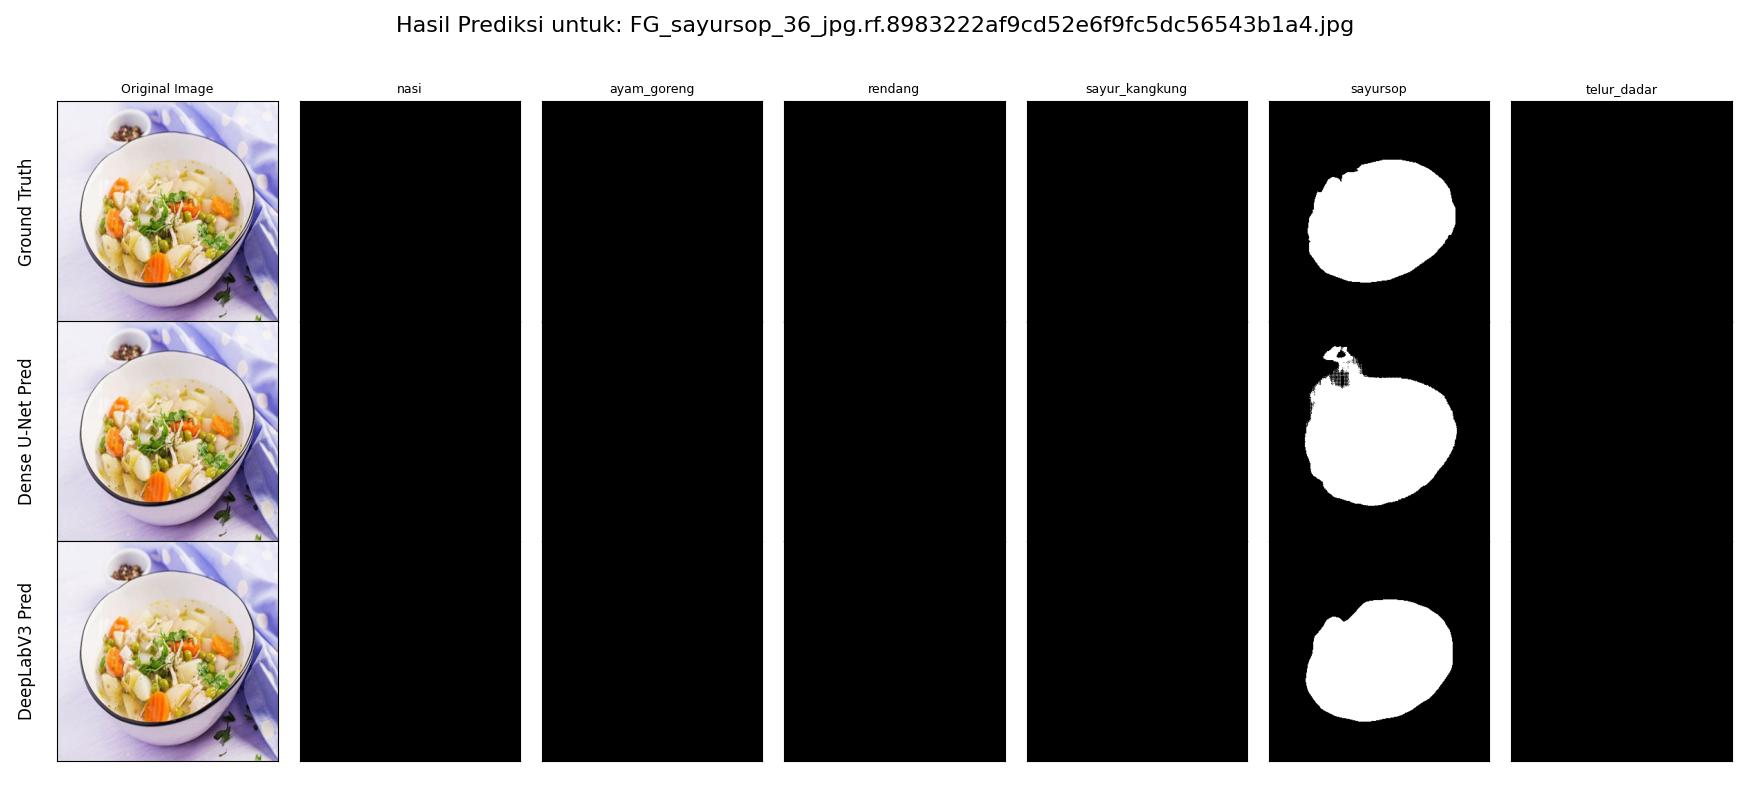 Hasil Prediksi untuk: FG_sayursop_36_jpg.rf.8983222af9cd52e6f9fc5dc56543b1a4.jpg
Original Image
nasi
ayam_goreng
rendang
sayur_kangkung
sayursop
telur_dadar
Ground Truth
Dense U-Net Pred
DeepLabV3 Pred